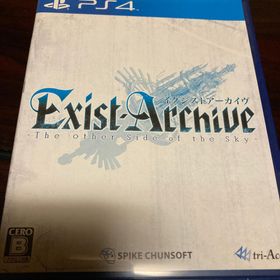 PS4
イグジストアーカイヴ
Exist Archive
-The other side of the Sky-
CERO
B
SPIKE CHUNSOFT
tri-Ac